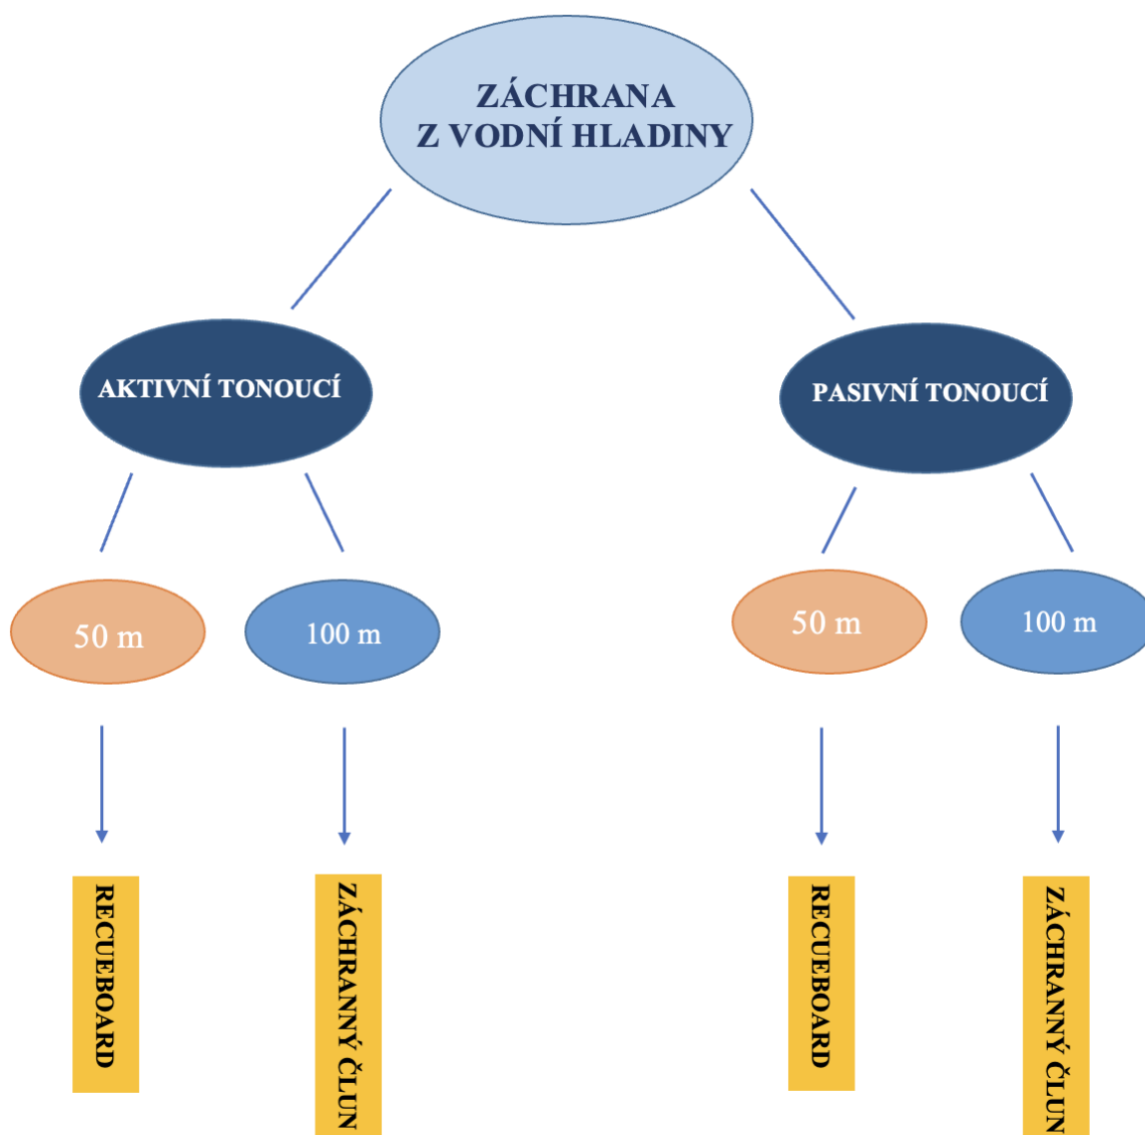 ZÁCHRANA
Z VODNÍ HLADINY
AKTIVNÍ TONOUCÍ
PASIVNÍ TONOUCÍ
50 m
100 m
50 m
100 m
RECUEBOARD
ZÁCHRANNÝ ČLUN
RECUEBOARD
ZÁCHRANNÝ ČLUN